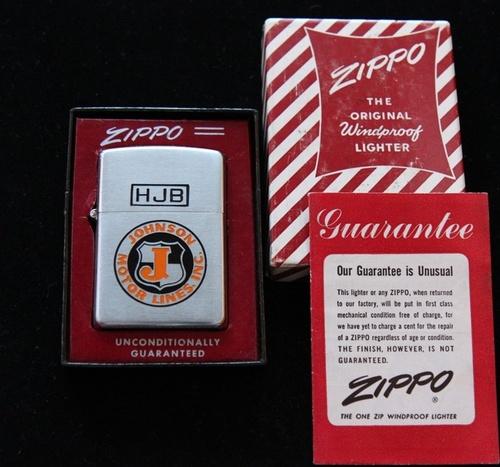 ZIPPO
THE
ORIGINAL
Windproof
LIGHTER
ZIPPO
HJB
JOHNSON
J
MOTOR LINES, INC.
UNCONDITIONALLY
GUARANTEED
Guarantee
Our Guarantee is Unusual
This lighter or any ZIPPO, when returned
to our factory, will be put in first class
mechanical condition free of charge, for
we have yet to charge a cent for the repair
of a ZIPPO regardless of age or condition.
THE FINISH, HOWEVER, IS NOT
GUARANTEED.
ZIPPO®
THE ONE ZIP WINDPROOF LIGHTER